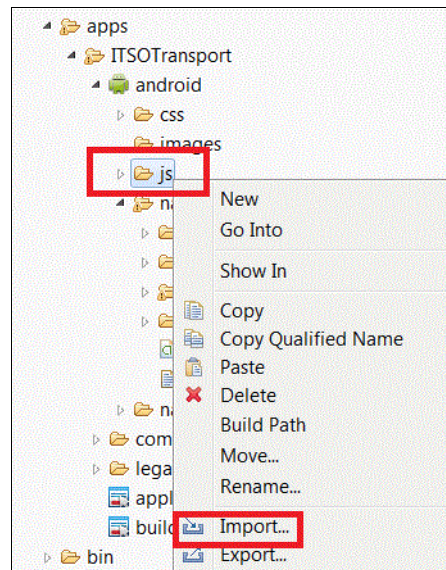 apps
ITSOTransport
android
css
images
js
New
Go Into
Show In
Copy
Copy Qualified Name
Paste
Delete
Build Path
Move...
Rename...
Import...
Export...
bin